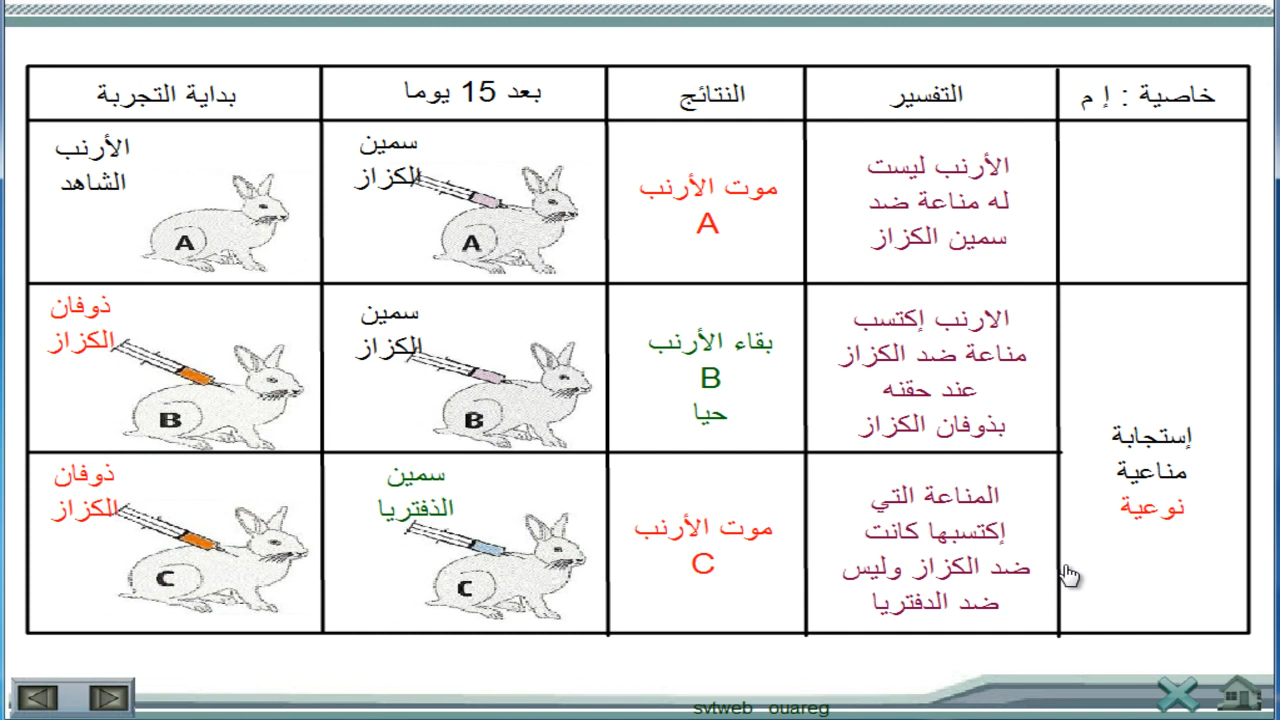 بداية التجربة
بعد 15 يوما
النتائج
التفسير
خاصية : إ م
الأرنب
الشاهد
A
سمين
الكزاز
A
موت الأرنب
A
الأرنب ليست
له مناعة ضد
سمين الكزاز
ذوفان
الكزاز
B
سمين
الكزاز
B
بقاء الأرنب
B
حيا
الارنب إكتسب
مناعة ضد الكزاز
عند حقنه
بذوفان الكزاز
إستجابة
مناعية
نوعية
ذوفان
الكزاز
C
سمين
الذفتريا
C
موت الأرنب
C
المناعة التي
إكتسبها كانت
ضد الكزاز وليس
ضد الدفتريا
svtweb ouareg